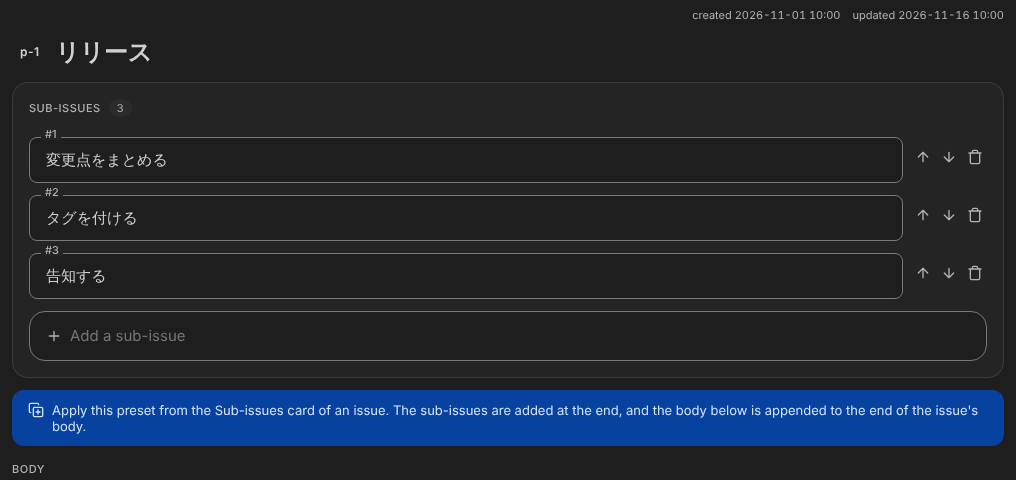 created 2026-11-01 10:00 updated 2026-11-16 10:00
p-1 リリース
SUB-ISSUES 3
#1
変更点をまとめる
#2
タグを付ける
#3
告知する
+ Add a sub-issue
Apply this preset from the Sub-issues card of an issue. The sub-issues are added at the end, and the body below is appended to the end of the issue's
body.
BODY